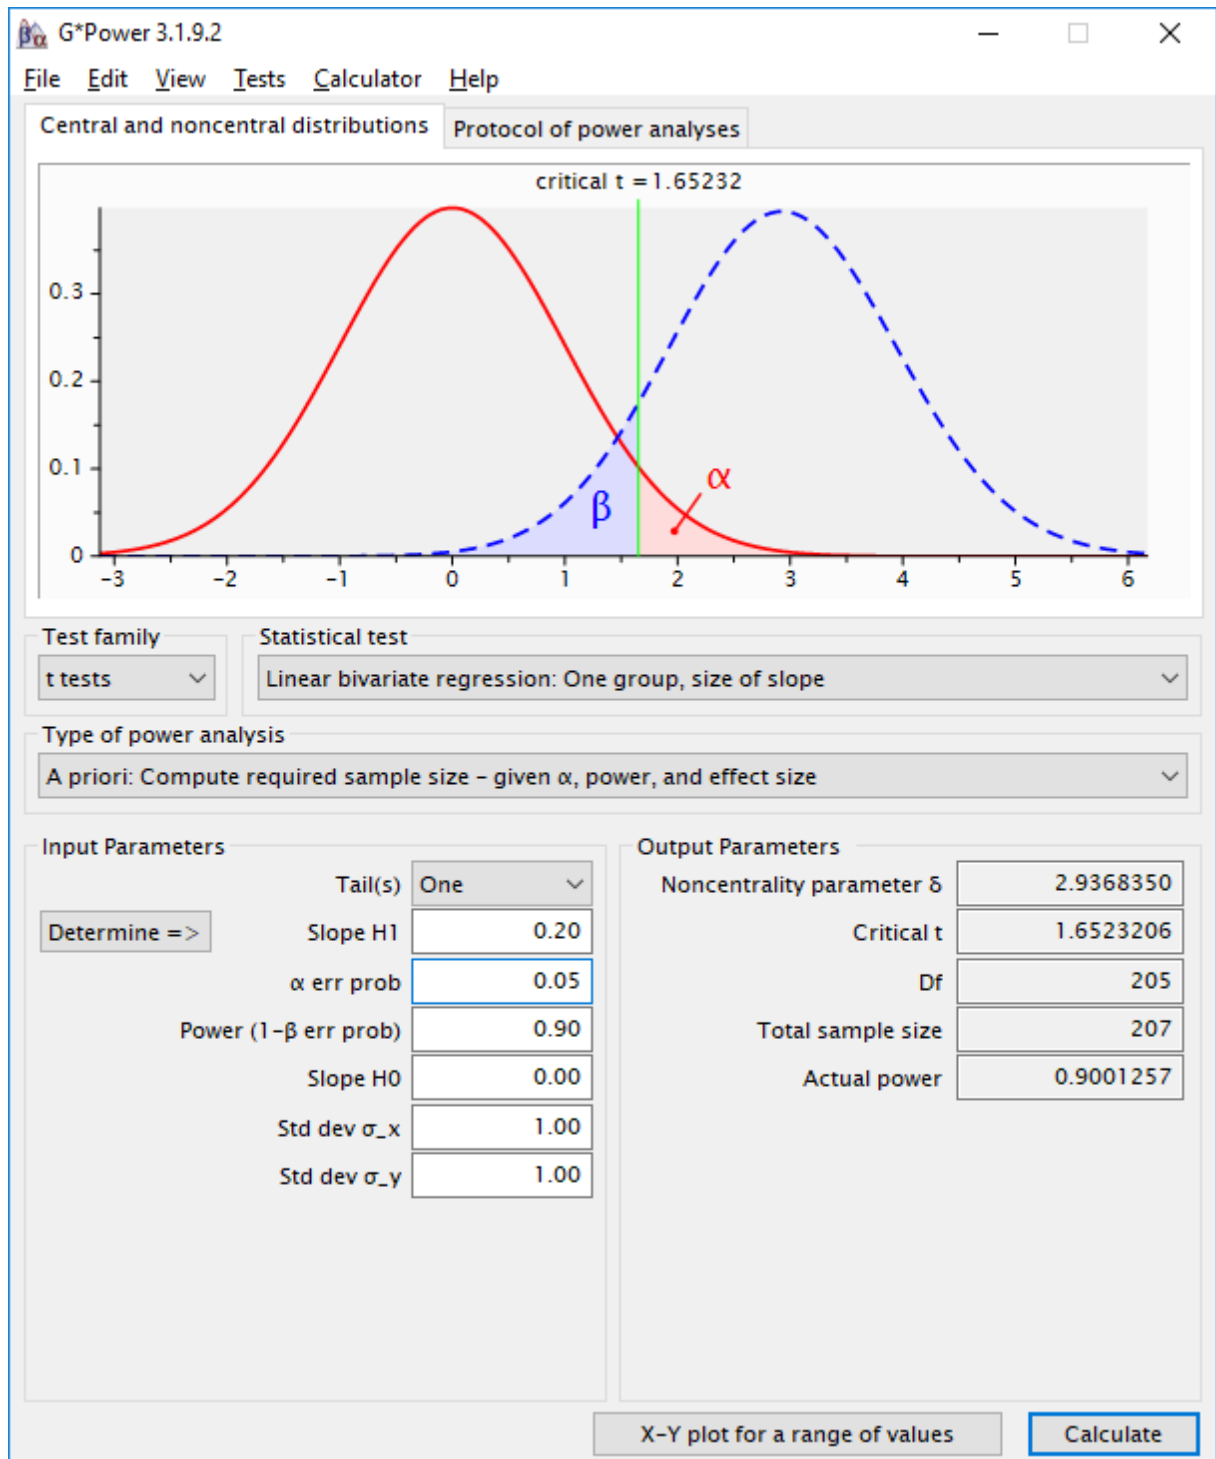 G*Power 3.1.9.2
File Edit View Tests Calculator Help
Central and noncentral distributions Protocol of power analyses
critical t = 1.65232
0.3
0.2
0.1
0
β
α
-3 -2 -1 0 1 2 3 4 5 6
Test family
t tests
Statistical test
Linear bivariate regression: One group, size of slope
Type of power analysis
A priori: Compute required sample size – given α, power, and effect size
Input Parameters
Tail(s) One
Determine => Slope H1 0.20
α err prob 0.05
Power (1-β err prob) 0.90
Slope H0 0.00
Std dev σ_x 1.00
Std dev σ_y 1.00
Output Parameters
Noncentrality parameter δ 2.9368350
Critical t 1.6523206
Df 205
Total sample size 207
Actual power 0.9001257
X-Y plot for a range of values Calculate